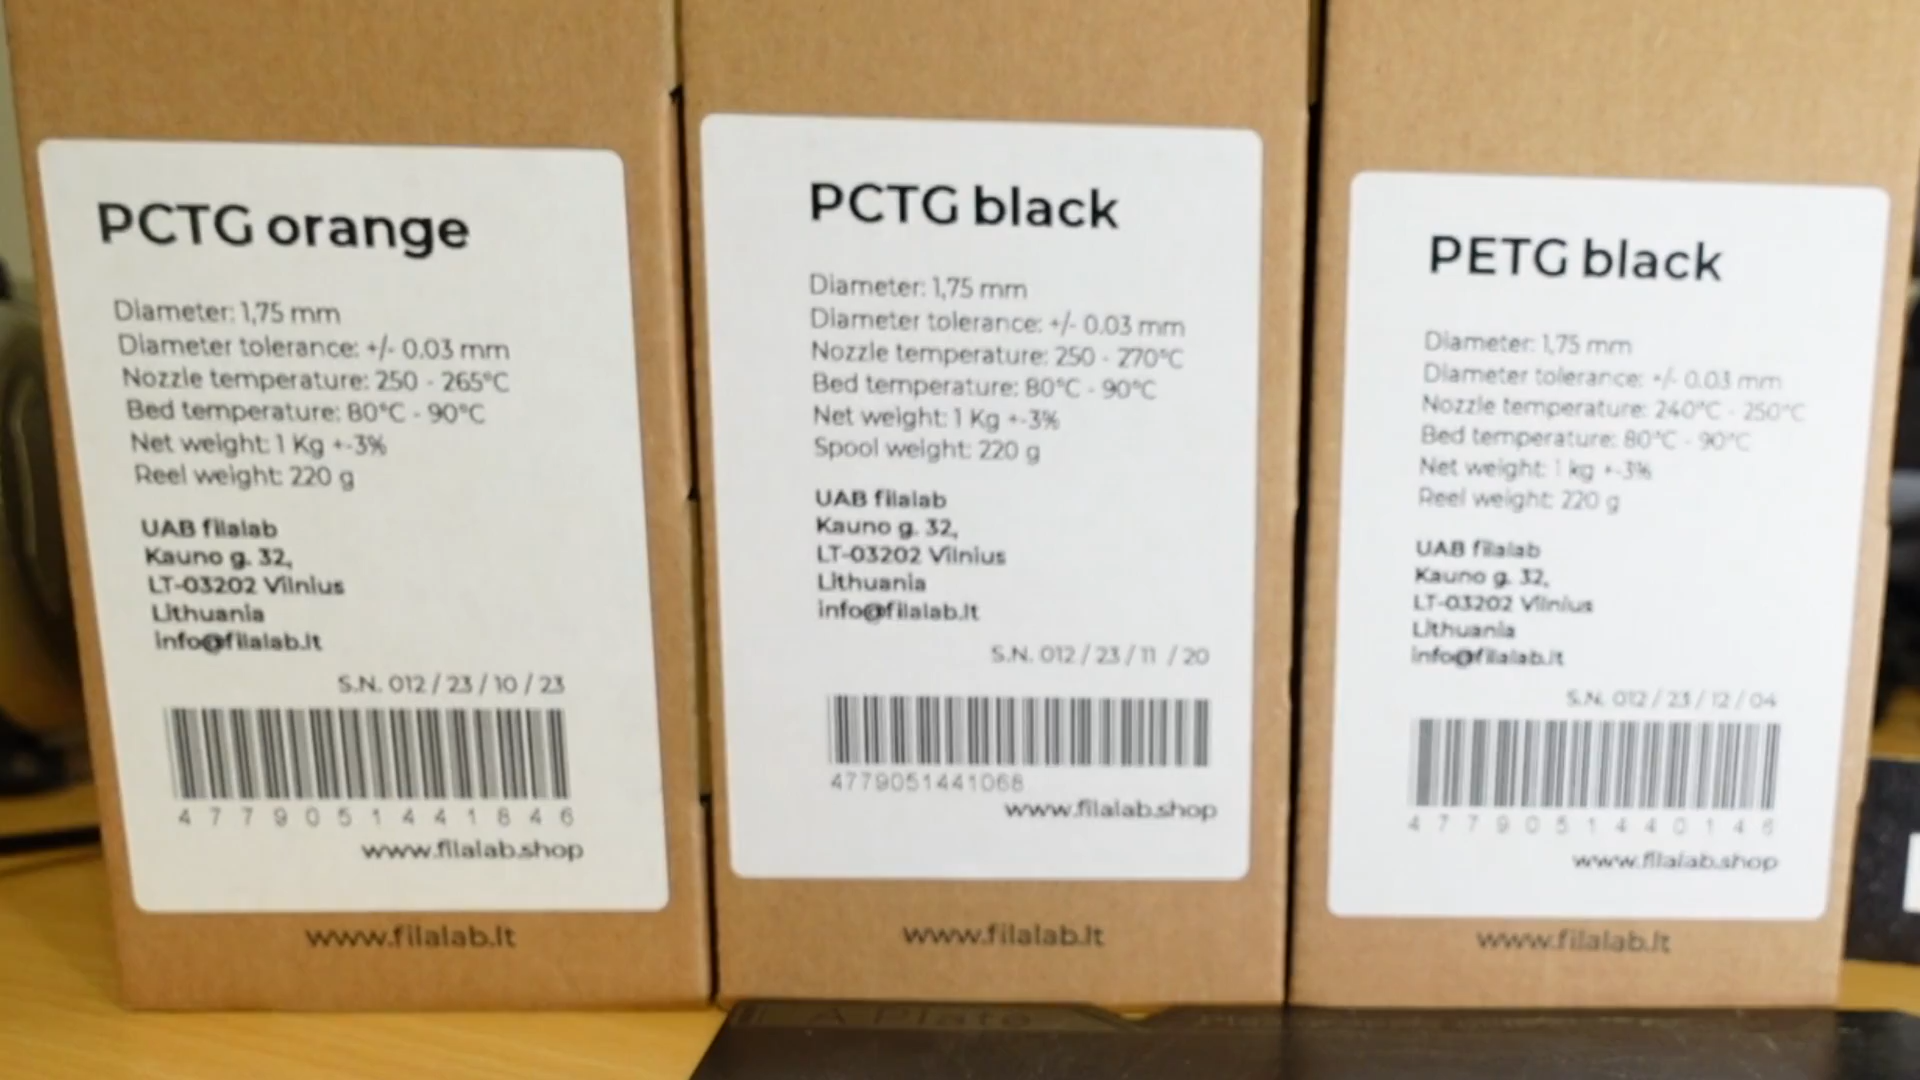 PCTG orange
Diameter: 1,75 mm
Diameter tolerance: +/- 0.03 mm
Nozzle temperature: 250 - 265°C
Bed temperature: 80°C - 90°C
Net weight: 1 Kg +-3%
Reel weight: 220 g
UAB filalab
Kauno g. 32,
LT-03202 Vilnius
Lithuania
info@filalab.lt
S.N. 012 / 23 / 10 / 23
4 7 7 9 0 5 1 4 4 1 8 4 6
www.filalab.shop
www.filalab.lt
PCTG black
Diameter: 1,75 mm
Diameter tolerance: +/- 0.03 mm
Nozzle temperature: 250 - 270°C
Bed temperature: 80°C - 90°C
Net weight: 1 Kg +-3%
Spool weight: 220 g
UAB filalab
Kauno g. 32,
LT-03202 Vilnius
Lithuania
info@filalab.lt
S.N. 012 / 23 / 11 / 20
4779051441068
www.filalab.shop
www.filalab.lt
PETG black
Diameter: 1,75 mm
Diameter tolerance: +/- 0.03 mm
Nozzle temperature: 240°C - 250°C
Bed temperature: 80°C - 90°C
Net weight: 1 kg +-3%
Reel weight: 220 g
UAB filalab
Kauno g. 32,
LT-03202 Vilnius
Lithuania
info@filalab.lt
S.N. 012 / 23 / 12 / 04
4 7 7 9 0 5 1 4 4 0 1 4 6
www.filalab.shop
www.filalab.lt
A Plate